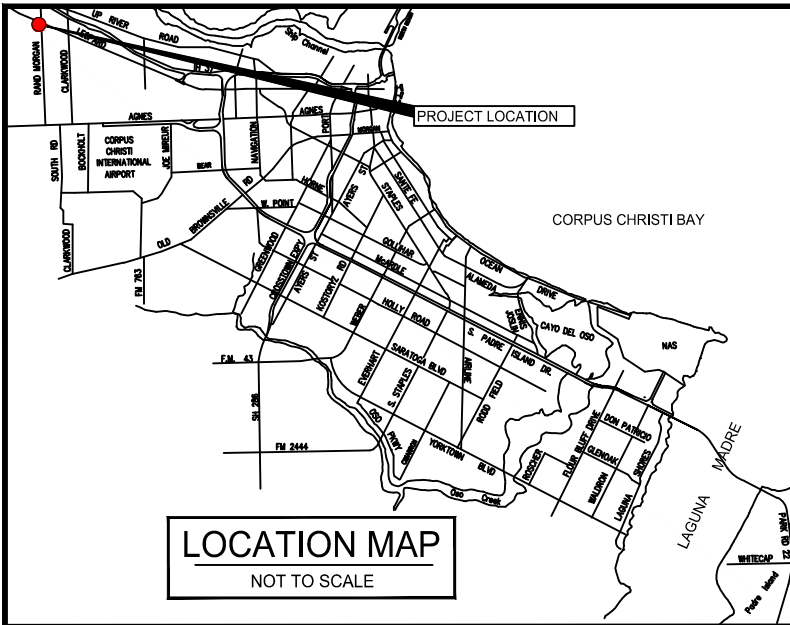 UP RIVER
ROAD
Ship Channel
LEOPARD
IH 37
RAND MORGAN
CLARKWOOD
AGNES
AGNES
PORT
PROJECT LOCATION
MORGAN
NAVIGATION
SOUTH RD
BOCKHOLT
CORPUS
CHRISTI
INTERNATIONAL
AIRPORT
JOE MIREUR
BEAR
HORNE
AYERS ST
STAPLES
SANTE FE
W. POINT
OLD BROWNSVILLE RD
CORPUS CHRISTI BAY
CLARKWOOD
FM 763
GREENWOOD
CROSSTOWN EXPY
AYERS ST
KOSTORYZ RD
WEBER
GOLLIHAR
McARDLE
OCEAN
DRIVE
ALAMEDA
ENNIS
JOSLIN
CAYO DEL OSO
NAS
HOLLY ROAD
S. PADRE
ISLAND DR.
SARATOGA BLVD
F.M. 43
EVERHART
S. STAPLES
AIRLINE
RODD FIELD
SH 286
FM 2444
OSO PKWY
CIMARRON
YORKTOWN
BLVD
Oso Creek
ROSCHER
FLOUR BLUFF DRIVE
DON PATRICIO
GLENOAK
WALDRON
LAGUNA
SHORES
LAGUNA
MADRE
PARK RD 22
WHITECAP
Padre Island
LOCATION MAP
NOT TO SCALE